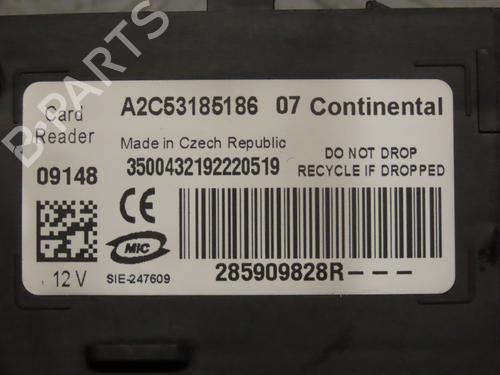 Card
Reader
A2C53185186 07 Continental
Made in Czech Republic
3500432192220519
DO NOT DROP
RECYCLE IF DROPPED
09148
CE
MIC
12 V
SIE-247609
285909828R---
B-PARTS